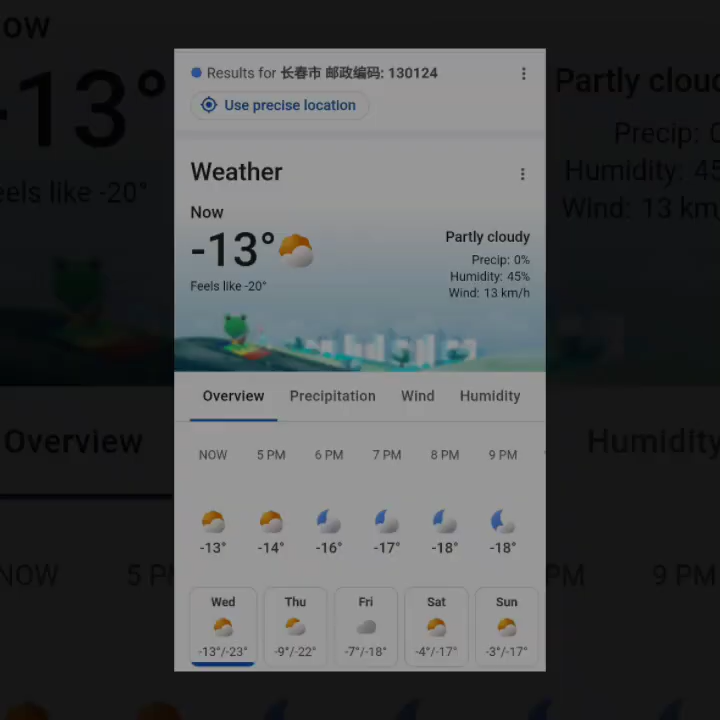 Results for 长春市 邮政编码: 130124
Use precise location
Weather
Now
-13°
Feels like -20°
Partly cloudy
Precip: 0%
Humidity: 45%
Wind: 13 km/h
Overview Precipitation Wind Humidity
NOW 5 PM 6 PM 7 PM 8 PM 9 PM
-13° -14° -16° -17° -18° -18°
Wed Thu Fri Sat Sun
-13°/-23° -9°/-22° -7°/-18° -4°/-17° -3°/-17°